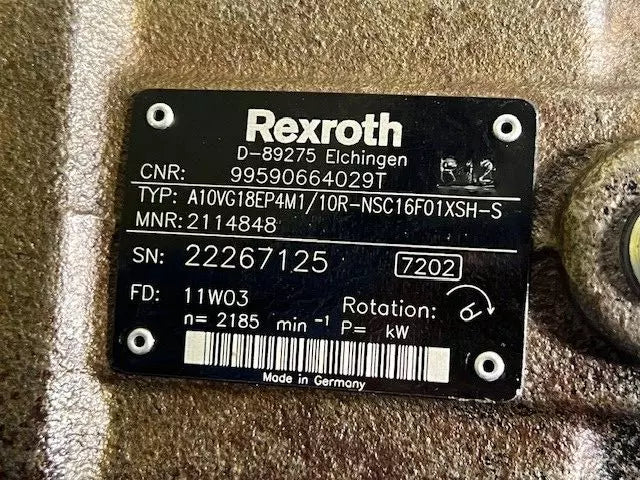 Rexroth
D-89275 Elchingen
CNR: 99590664029T R12
TYP: A10VG18EP4M1/10R-NSC16F01XSH-S
MNR: 2114848
SN: 22267125 7202
FD: 11W03 Rotation:
n= 2185 min⁻¹ P= kW
Made in Germany